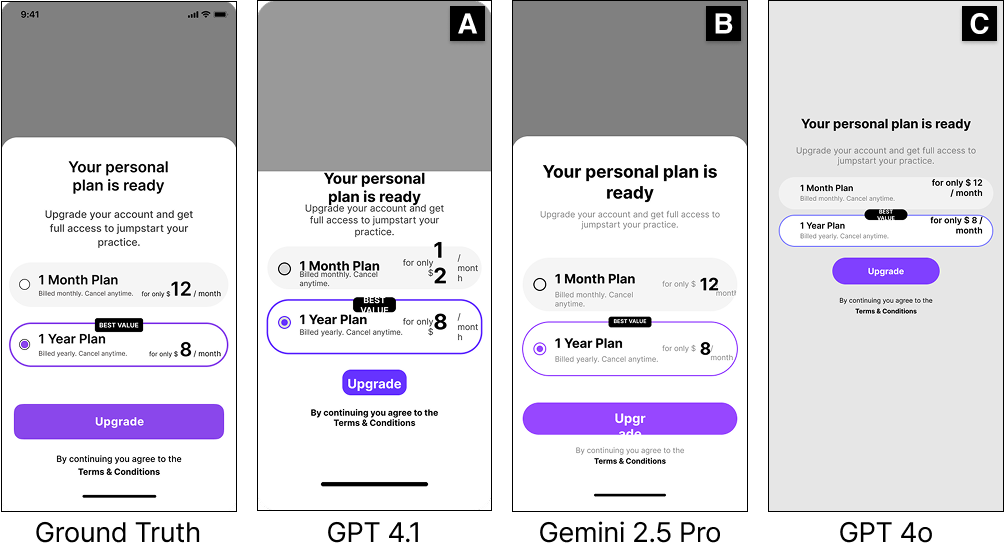 9:41
Your personal
plan is ready
Upgrade your account and get
full access to jumpstart your
practice.
1 Month Plan
Billed monthly. Cancel anytime.
for only $ 12 / month
BEST VALUE
1 Year Plan
Billed yearly. Cancel anytime.
for only $ 8 / month
Upgrade
By continuing you agree to the
Terms & Conditions
Ground Truth
A
Your personal
plan is ready
Upgrade your account and get
full access to jumpstart your
practice.
1 Month Plan
Billed monthly. Cancel
anytime.
for only
$
1
2
/
mont
h
BEST
VALUE
1 Year Plan
Billed yearly. Cancel anytime.
for only
$
8
/
mont
h
Upgrade
By continuing you agree to the
Terms & Conditions
GPT 4.1
B
Your personal plan is
ready
Upgrade your account and get full access to
jumpstart your practice.
1 Month Plan
Billed monthly. Cancel
anytime.
for only $ 12
month
BEST VALUE
1 Year Plan
Billed yearly. Cancel anytime.
for only $ 8 /
month
Upgr
ade
By continuing you agree to the
Terms & Conditions
Gemini 2.5 Pro
C
Your personal plan is ready
Upgrade your account and get full access to
jumpstart your practice.
1 Month Plan
Billed monthly. Cancel anytime.
for only $ 12
/ month
BEST
VALUE
1 Year Plan
Billed yearly. Cancel anytime.
for only $ 8 /
month
Upgrade
By continuing you agree to the
Terms & Conditions
GPT 4o